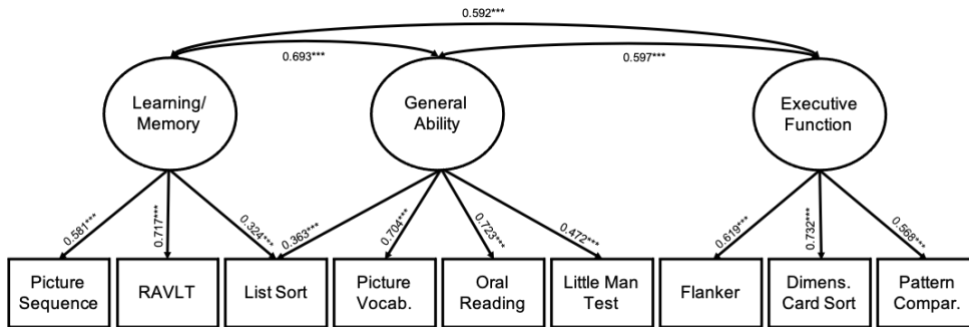 0.592***
0.693***
0.597***
Learning/
Memory
General
Ability
Executive
Function
0.581***
0.717***
0.324***
0.363***
0.704***
0.723***
0.472***
0.619***
0.732***
0.568***
Picture
Sequence
RAVLT
List Sort
Picture
Vocab.
Oral
Reading
Little Man
Test
Flanker
Dimens.
Card Sort
Pattern
Compar.